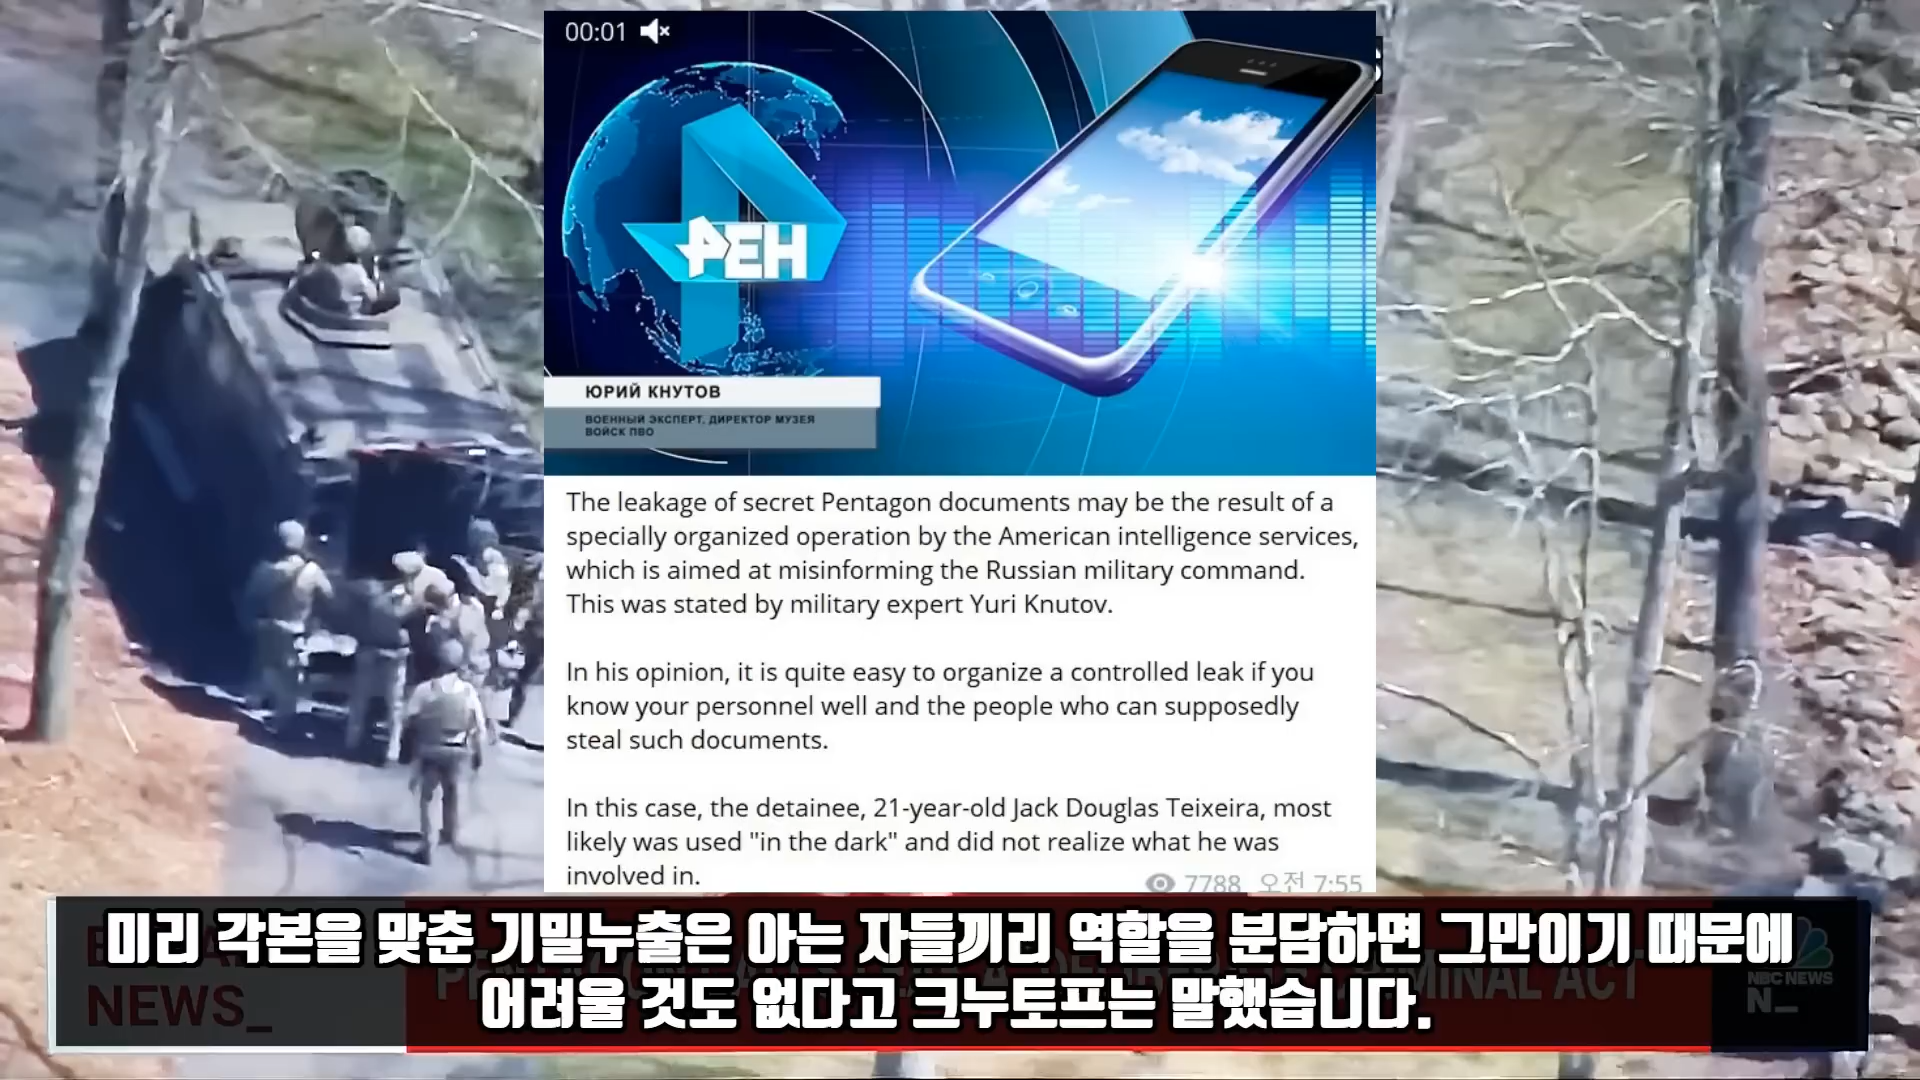 00:01
РЕН
ЮРИЙ КНУТОВ
ВОЕННЫЙ ЭКСПЕРТ, ДИРЕКТОР МУЗЕЯ
ВОЙСК ПВО
The leakage of secret Pentagon documents may be the result of a
specially organized operation by the American intelligence services,
which is aimed at misinforming the Russian military command.
This was stated by military expert Yuri Knutov.
In his opinion, it is quite easy to organize a controlled leak if you
know your personnel well and the people who can supposedly
steal such documents.
In this case, the detainee, 21-year-old Jack Douglas Teixeira, most
likely was used "in the dark" and did not realize what he was
involved in.
7788 오전 7:55
미리 각본을 맞춘 기밀누출은 아는 자들끼리 역할을 분담하면 그만이기 때문에
어려울 것도 없다고 크누토프는 말했습니다.
NEWS_
CRIMINAL ACT
NBC NEWS
N_